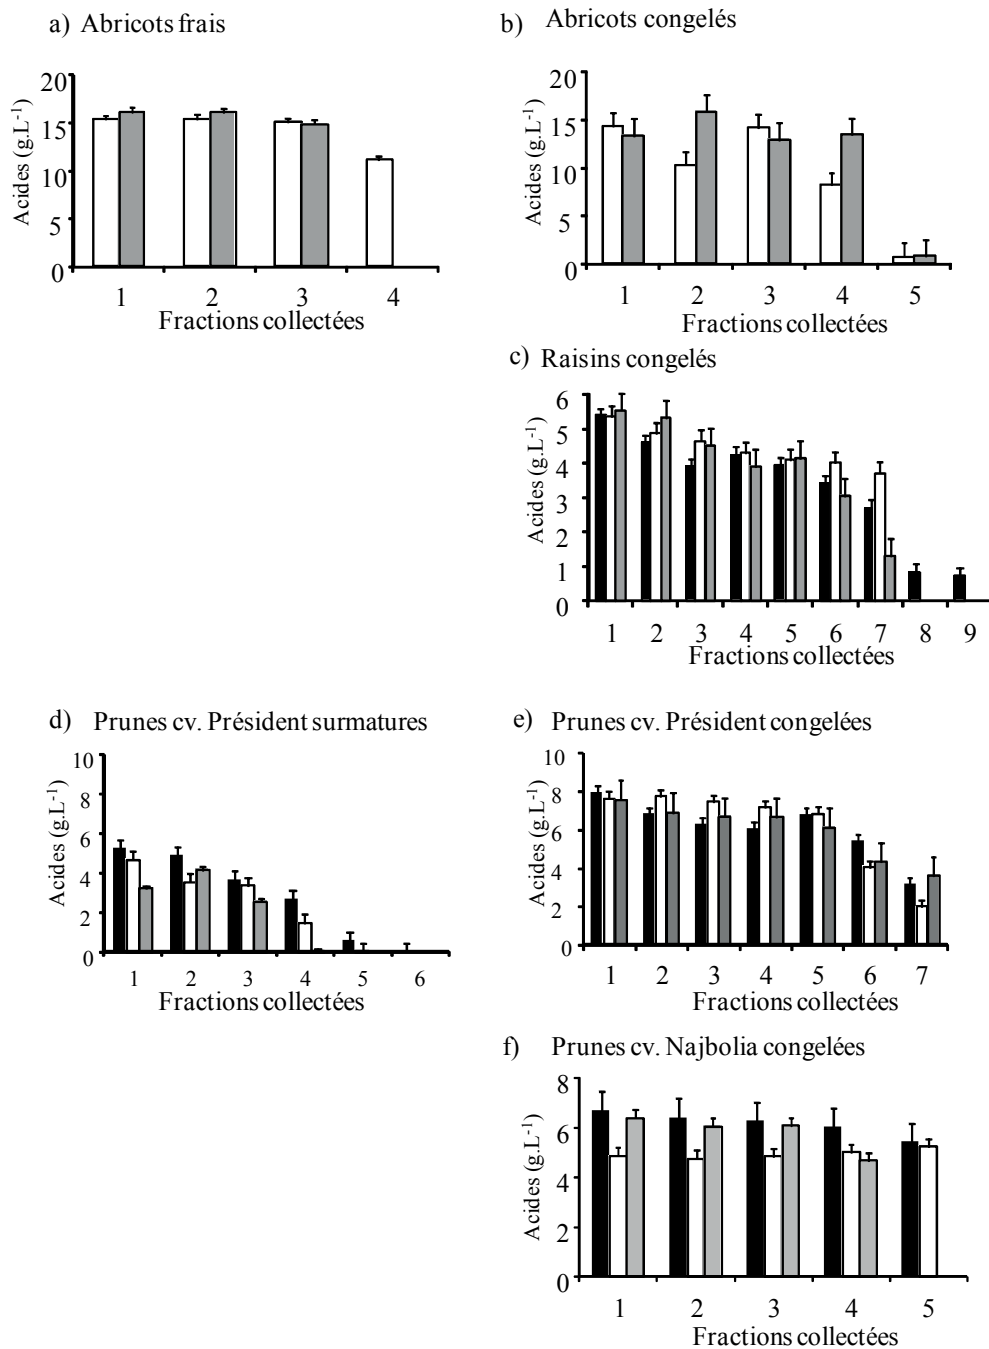 a) Abricots frais
20
15
10
5
0
Acides (g.L-1)
1 2 3 4
Fractions collectées
b) Abricots congelés
20
15
10
5
0
Acides (g.L-1)
1 2 3 4 5
Fractions collectées
c) Raisins congelés
6
5
4
3
2
1
0
Acides (g.L-1)
1 2 3 4 5 6 7 8 9
Fractions collectées
d) Prunes cv. Président surmatures
10
8
6
4
2
0
Acides (g.L-1)
1 2 3 4 5 6
Fractions collectées
e) Prunes cv. Président congelées
10
8
6
4
2
0
Acides (g.L-1)
1 2 3 4 5 6 7
Fractions collectées
f) Prunes cv. Najbolia congelées
8
6
4
2
0
Acides (g.L-1)
1 2 3 4 5
Fractions collectées